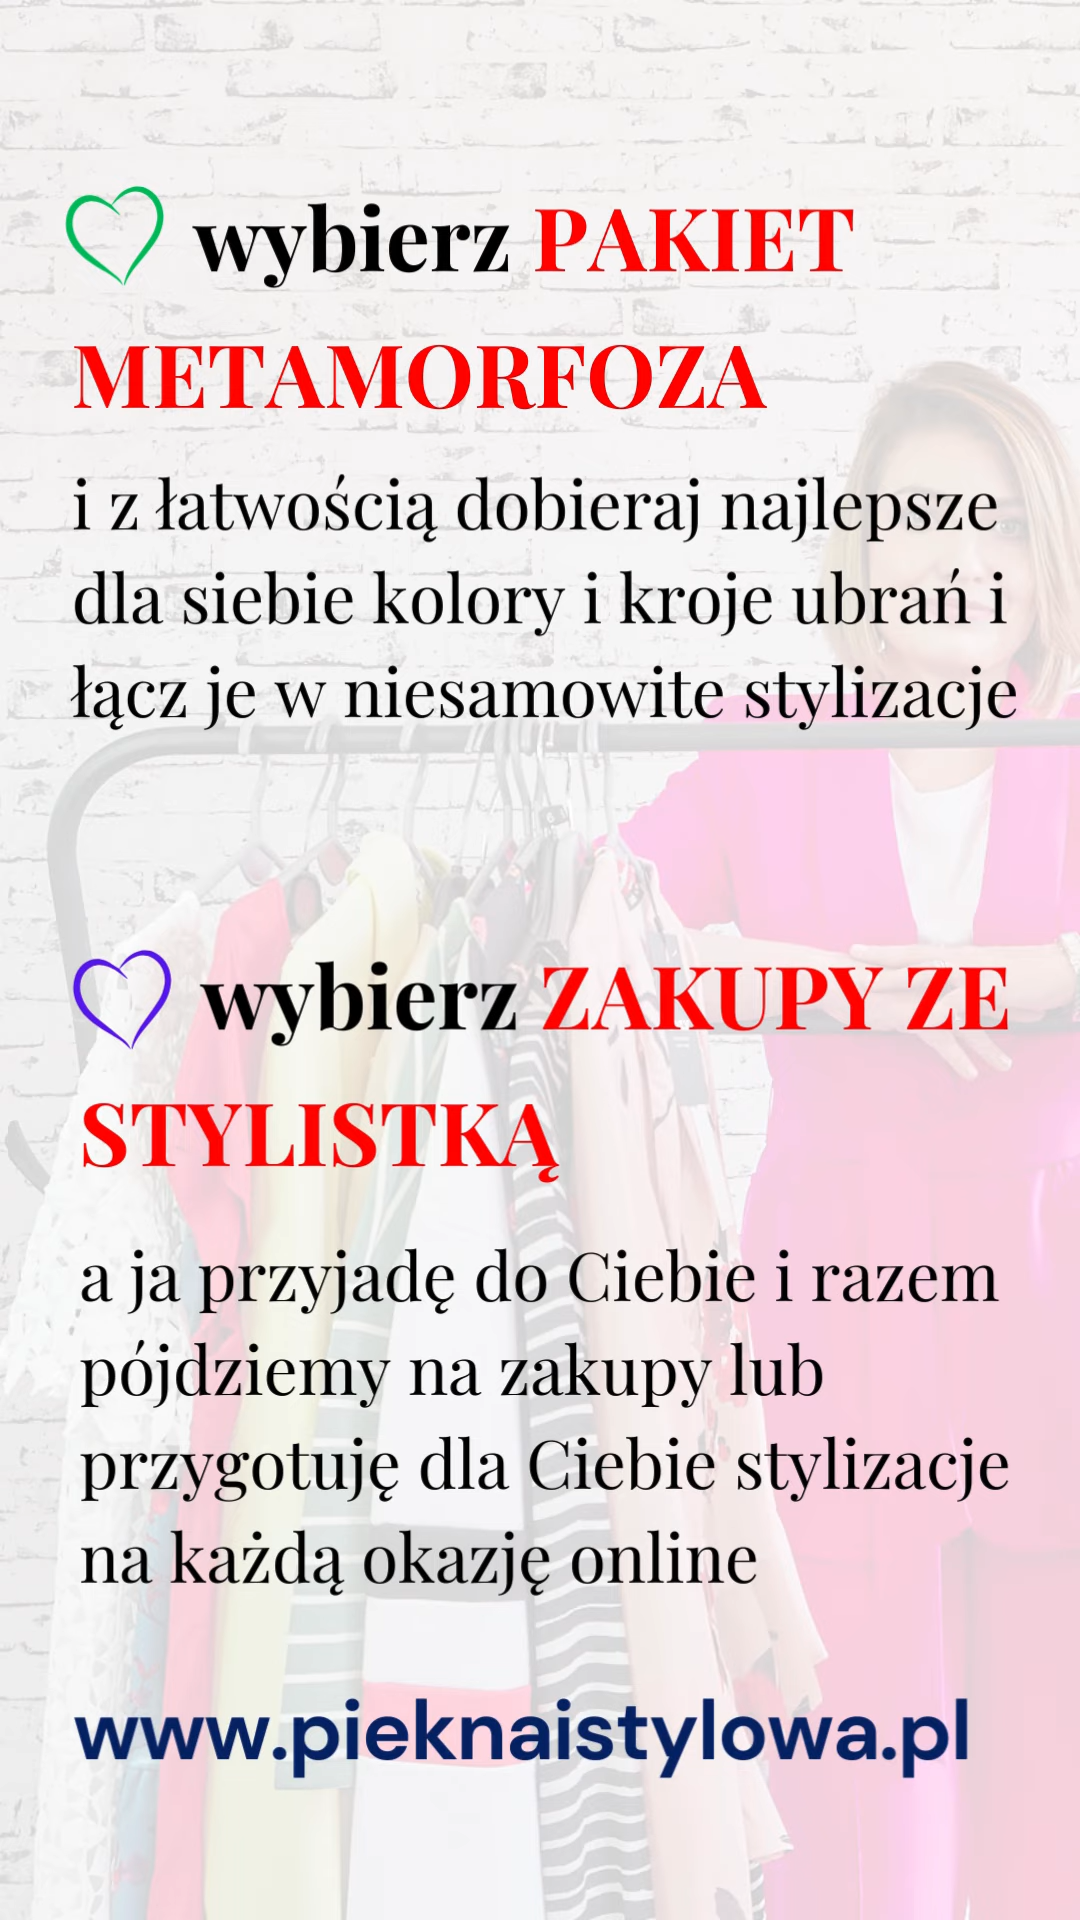 wybierz PAKIET
METAMORFOZA
i z łatwością dobieraj najlepsze
dla siebie kolory i kroje ubrań i
łącz je w niesamowite stylizacje
wybierz ZAKUPY ZE
STYLISTKĄ
a ja przyjadę do Ciebie i razem
pójdziemy na zakupy lub
przygotuję dla Ciebie stylizacje
na każdą okazję online
www.pieknaistylowa.pl